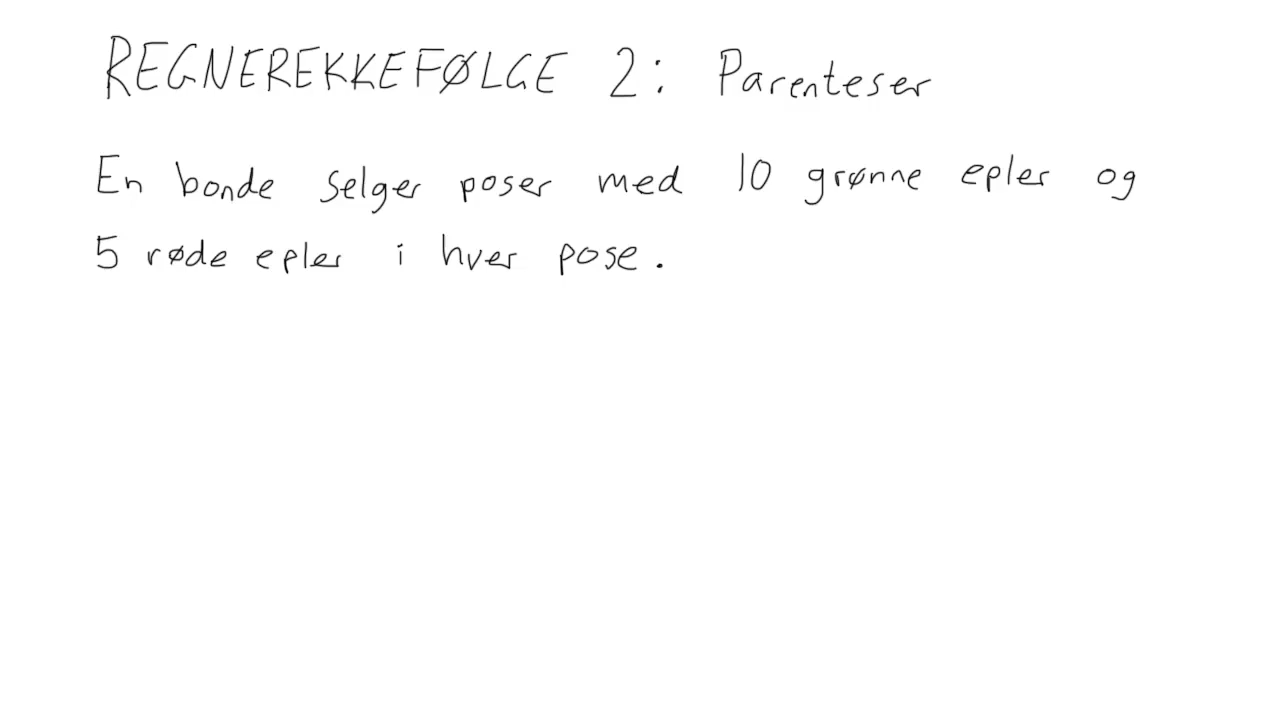 REGNEREKKEFØLGE 2: Parenteser
En bonde selger poser med 10 grønne epler og
5 røde epler i hver pose.